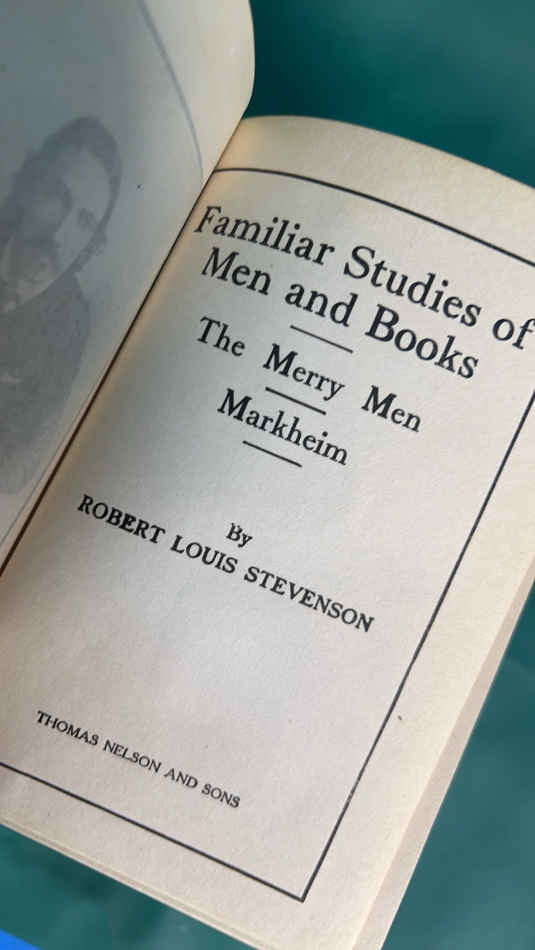 Familiar Studies of
Men and Books
The Merry Men
Markheim
By
ROBERT LOUIS STEVENSON
THOMAS NELSON AND SONS